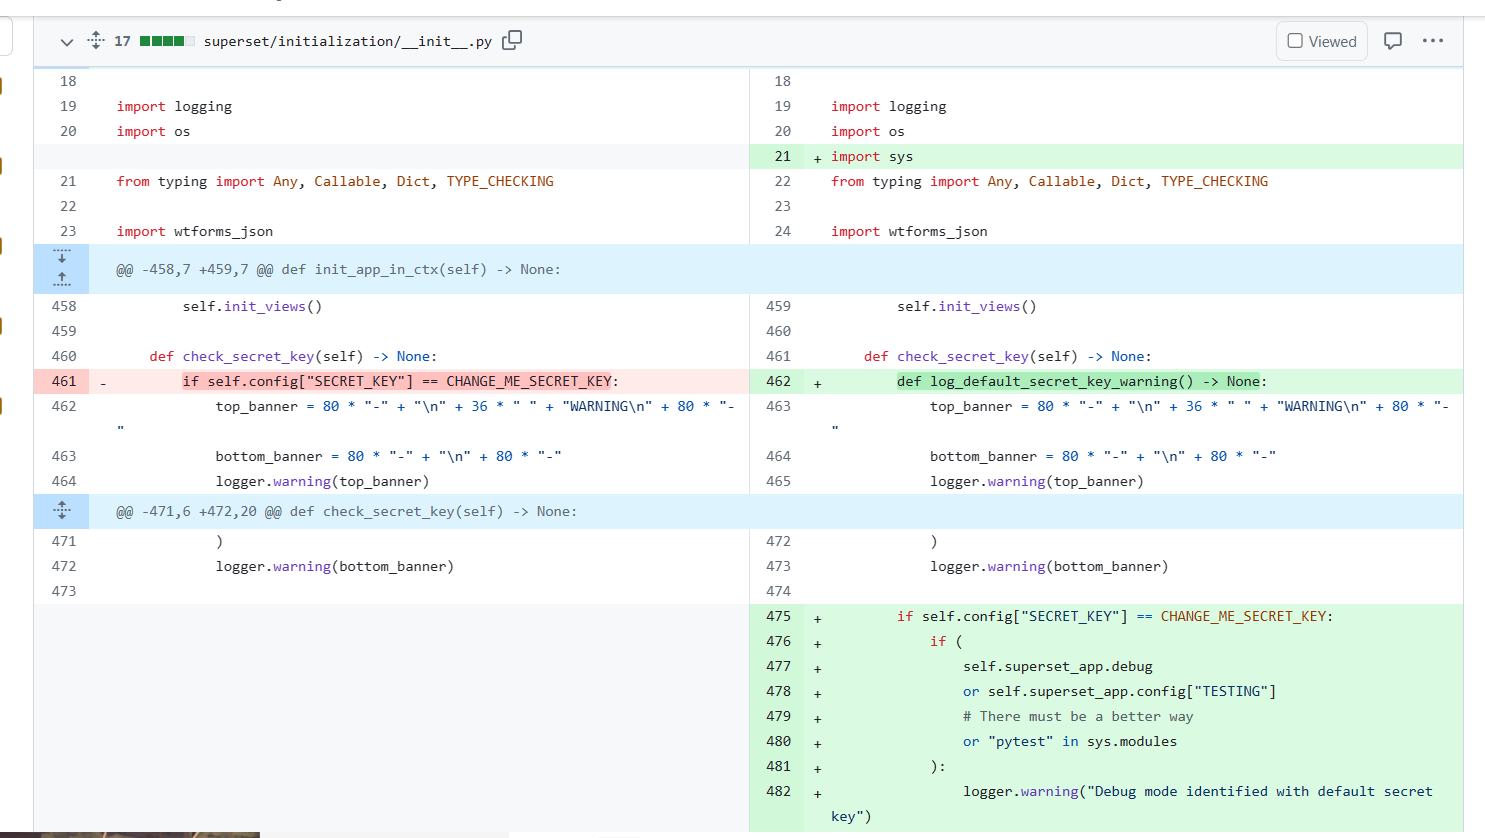 17 superset/initialization/__init__.py Viewed
18 18
19 import logging 19 import logging
20 import os 20 import os
21 + import sys
21 from typing import Any, Callable, Dict, TYPE_CHECKING 22 from typing import Any, Callable, Dict, TYPE_CHECKING
22 23
23 import wtforms_json 24 import wtforms_json
@@ -458,7 +459,7 @@ def init_app_in_ctx(self) -> None:
458 self.init_views() 459 self.init_views()
459 460
460 def check_secret_key(self) -> None: 461 def check_secret_key(self) -> None:
461 - if self.config["SECRET_KEY"] == CHANGE_ME_SECRET_KEY: 462 + def log_default_secret_key_warning() -> None:
462 top_banner = 80 * "-" + "\n" + 36 * " " + "WARNING\n" + 80 * "- 463 top_banner = 80 * "-" + "\n" + 36 * " " + "WARNING\n" + 80 * "-
" "
463 bottom_banner = 80 * "-" + "\n" + 80 * "-" 464 bottom_banner = 80 * "-" + "\n" + 80 * "-"
464 logger.warning(top_banner) 465 logger.warning(top_banner)
@@ -471,6 +472,20 @@ def check_secret_key(self) -> None:
471 ) 472 )
472 logger.warning(bottom_banner) 473 logger.warning(bottom_banner)
473 474
475 + if self.config["SECRET_KEY"] == CHANGE_ME_SECRET_KEY:
476 + if (
477 + self.superset_app.debug
478 + or self.superset_app.config["TESTING"]
479 + # There must be a better way
480 + or "pytest" in sys.modules
481 + ):
482 + logger.warning("Debug mode identified with default secret
key")